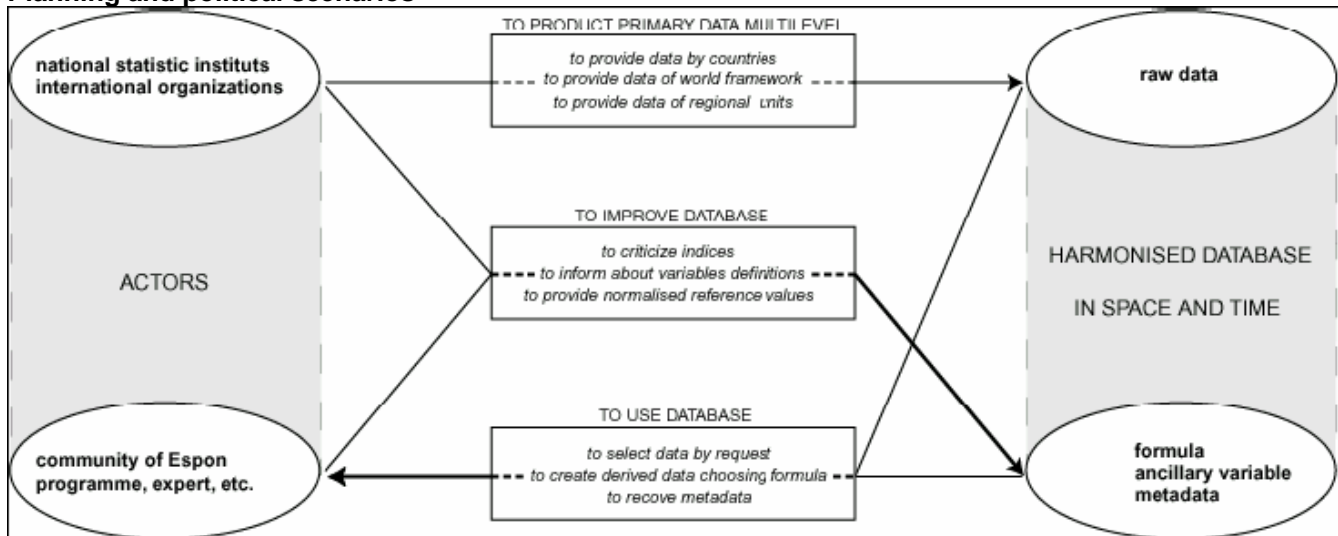 Planning and political scenarios
TO PRODUCT PRIMARY DATA MULTILEVEL
national statistic instituts
international organizations
to provide data by countries
to provide data of world framework
to provide data of regional units
raw data
TO IMPROVE DATABASE
to criticize indices
to inform about variables definitions
to provide normalised reference values
ACTORS
HARMONISED DATABASE
IN SPACE AND TIME
TO USE DATABASE
to select data by request
to create derived data choosing formula
to recove metadata
community of Espon
programme, expert, etc.
formula
ancillary variable
metadata